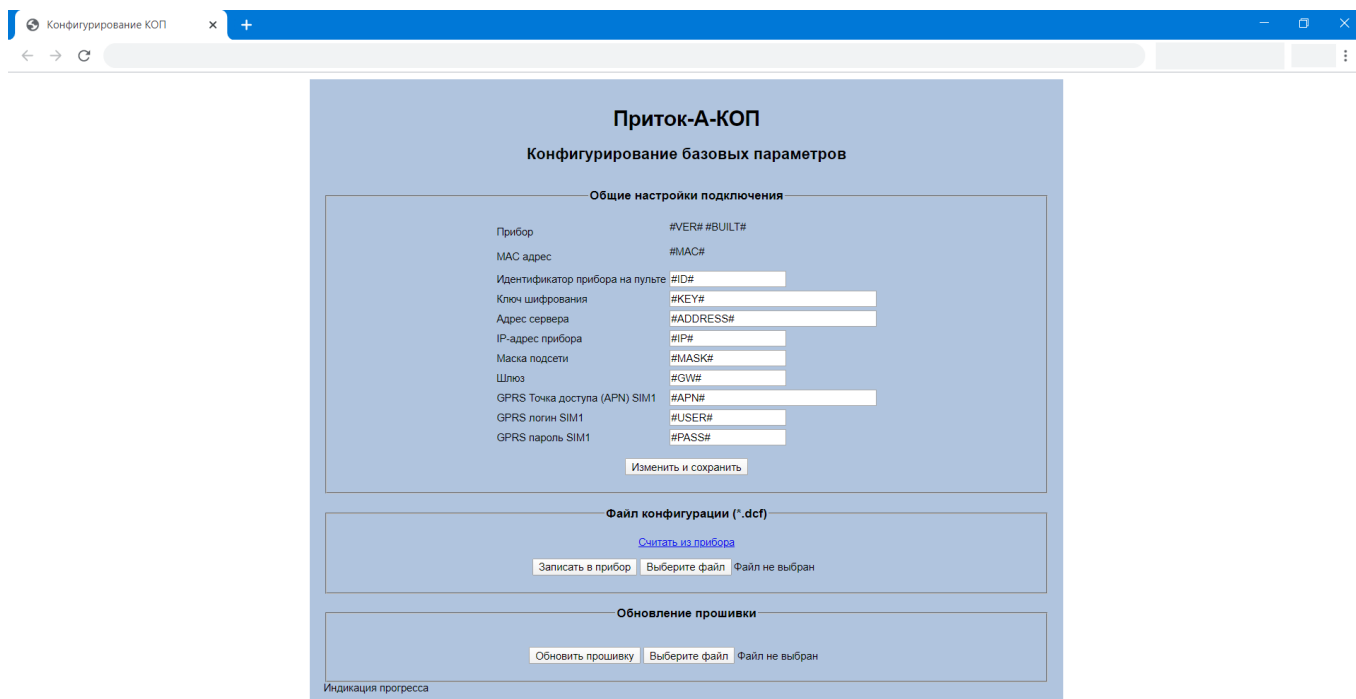 Конфигурирование КОП
Приток-А-КОП
Конфигурирование базовых параметров
Общие настройки подключения
Прибор #VER# #BUILT#
MAC адрес #MAC#
Идентификатор прибора на пульте #ID#
Ключ шифрования #KEY#
Адрес сервера #ADDRESS#
IP-адрес прибора #IP#
Маска подсети #MASK#
Шлюз #GW#
GPRS Точка доступа (APN) SIM1 #APN#
GPRS логин SIM1 #USER#
GPRS пароль SIM1 #PASS#
Изменить и сохранить
Файл конфигурации (*.dcf)
Считать из прибора
Записать в прибор Выберите файл Файл не выбран
Обновление прошивки
Обновить прошивку Выберите файл Файл не выбран
Индикация прогресса